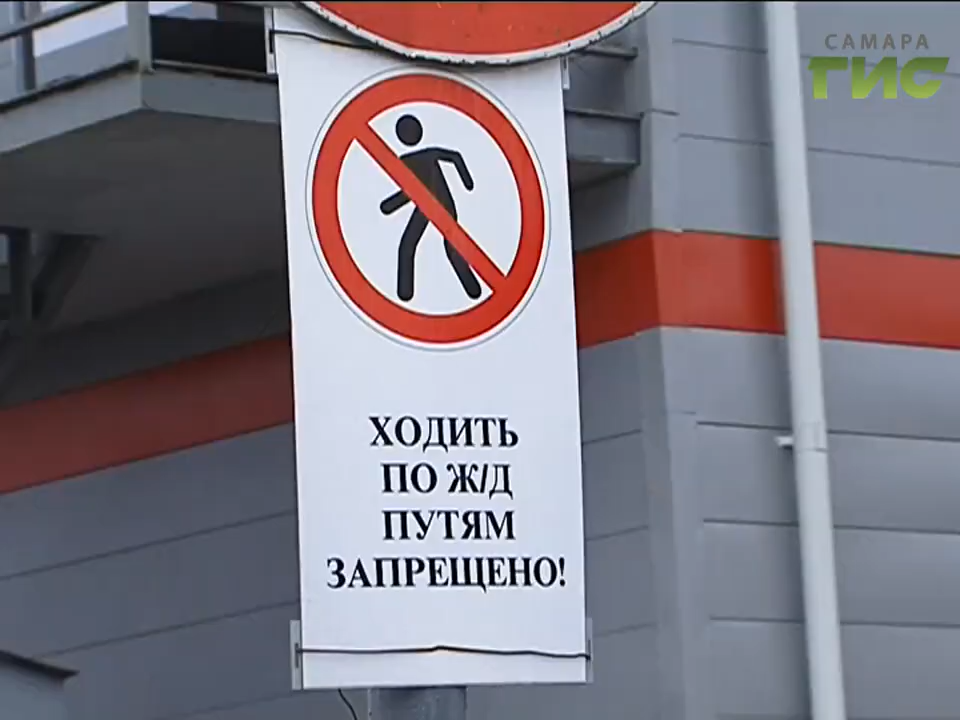 САМАРА
ГИС
ХОДИТЬ
ПО Ж/Д
ПУТЯМ
ЗАПРЕЩЕНО!